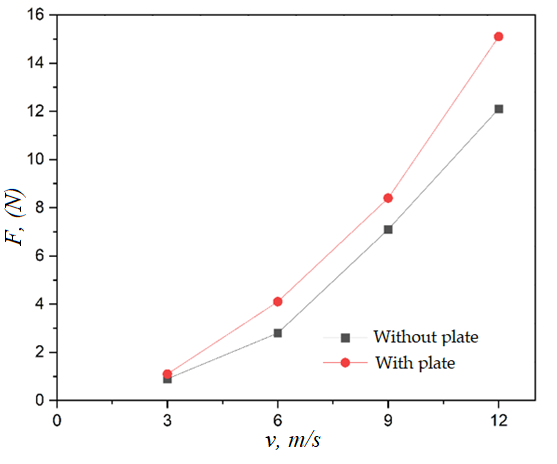 16
14
12
10
8
6
4
2
0
F, (N)
Without plate
With plate
0 3 6 9 12
v, m/s